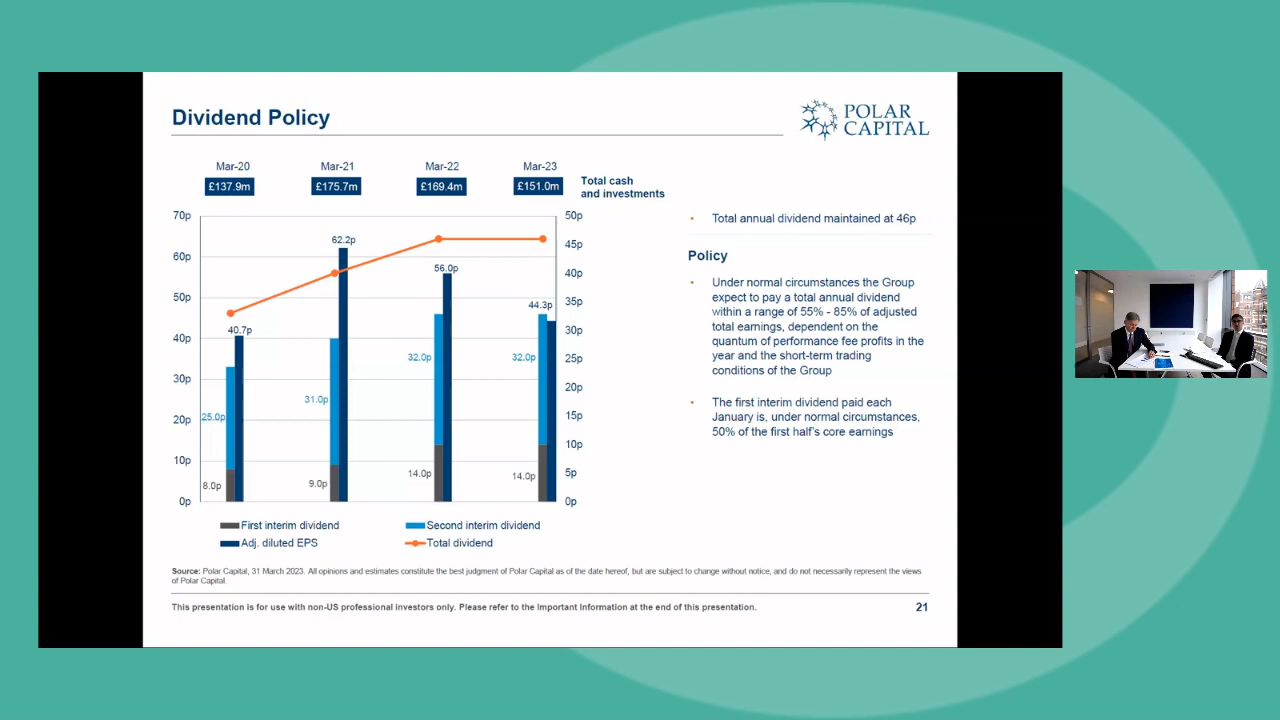 Dividend Policy
POLAR
CAPITAL
Mar-20 Mar-21 Mar-22 Mar-23
£137.9m £175.7m £169.4m £151.0m
Total cash
and investments
70p
60p
50p
40p
30p
20p
10p
0p
50p
45p
40p
35p
30p
25p
20p
15p
10p
5p
0p
40.7p
62.2p
56.0p
44.3p
25.0p
31.0p
32.0p
32.0p
8.0p
9.0p
14.0p
14.0p
First interim dividend
Second interim dividend
Adj. diluted EPS
Total dividend
• Total annual dividend maintained at 46p
Policy
• Under normal circumstances the Group
expect to pay a total annual dividend
within a range of 55% - 85% of adjusted
total earnings, dependent on the
quantum of performance fee profits in the
year and the short-term trading
conditions of the Group
• The first interim dividend paid each
January is, under normal circumstances,
50% of the first half's core earnings
Source: Polar Capital, 31 March 2023. All opinions and estimates constitute the best judgment of Polar Capital as of the date hereof, but are subject to change without notice, and do not necessarily represent the views
of Polar Capital.
This presentation is for use with non-US professional investors only. Please refer to the Important Information at the end of this presentation.
21